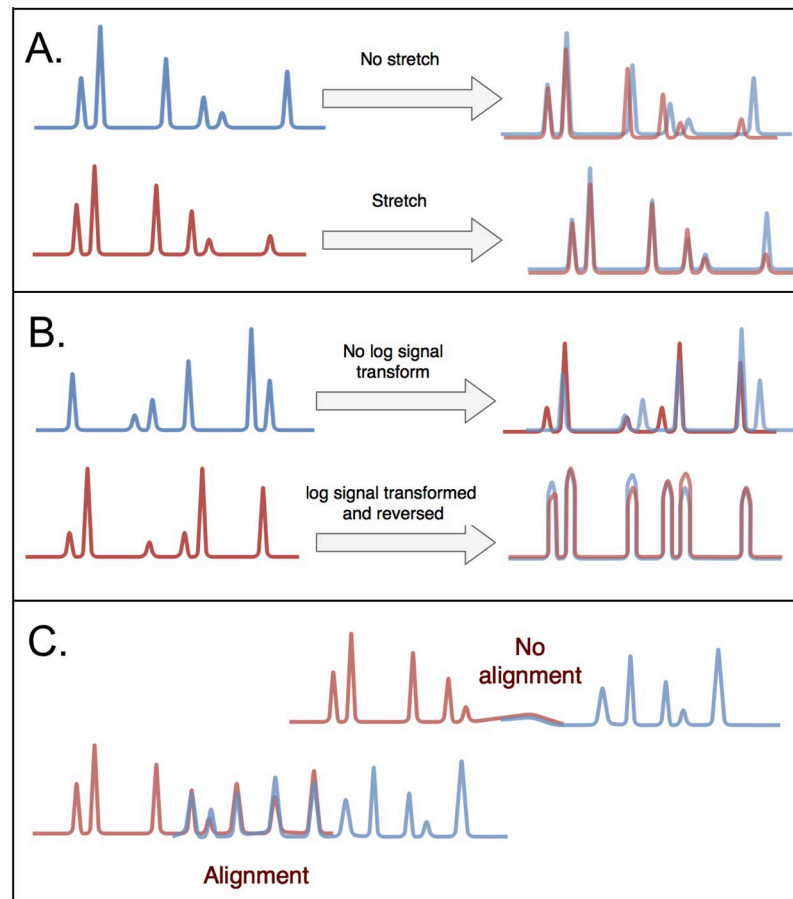 A.
No stretch
Stretch
B.
No log signal
transform
log signal transformed
and reversed
C.
No
alignment
Alignment